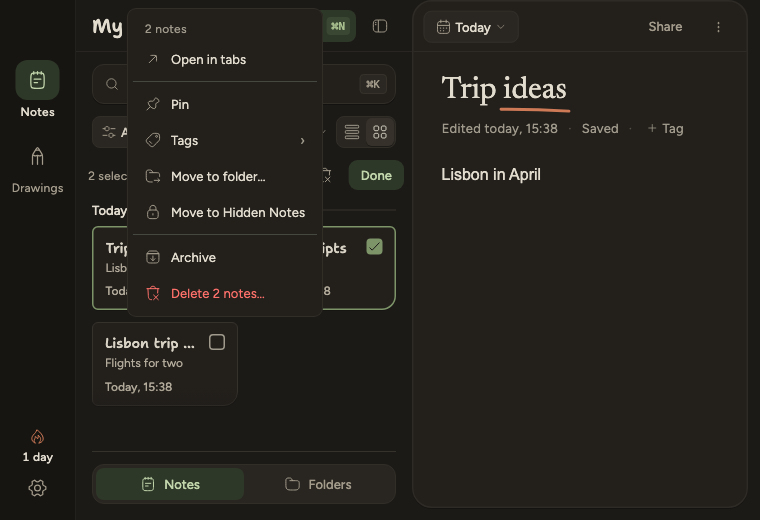 Notes
Drawings
1 day
My
⌘N
⌘K
2 notes
Open in tabs
Pin
Tags
Move to folder...
Move to Hidden Notes
Archive
Delete 2 notes...
2 selec
Done
Today
Trip
ipts
Lisb
Toda
8
Lisbon trip ...
Flights for two
Today, 15:38
Notes
Folders
Today
Share
Trip ideas
Edited today, 15:38 · Saved · + Tag
Lisbon in April